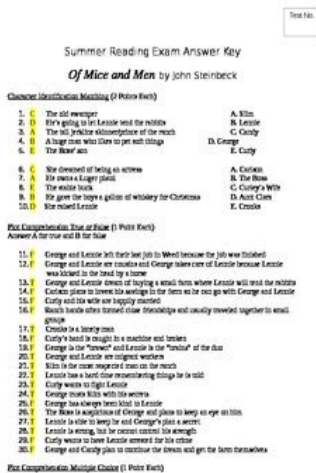 Test No.
Summer Reading Exam Answer Key
Of Mice and Men by John Steinbeck
Character Identification Matching (2 Points Each)
1. C The old swamper A. Slim
2. D He's going to let Lennie tend the rabbits B. Lennie
3. A The tall jerkline skinner/prince of the ranch C. Candy
4. B A huge man who likes to pet soft things D. George
5. E The Boss' son E. Curly
6. C She dreamed of being an actress A. Carlson
7. A He owns a Luger pistol B. The Boss
8. E The stable buck C. Curley's Wife
9. B He gave the boys a gallon of whiskey for Christmas D. Aunt Clara
10. D She raised Lennie E. Crooks
Plot Comprehension True or False (1 Point Each)
Answer A for true and B for false
11. F George and Lennie left their last job in Weed because the job was finished
12. F George and Lennie are cousins and George takes care of Lennie because Lennie
was kicked in the head by a horse
13. T George and Lennie dream of buying a small farm where Lennie will tend the rabbits
14. F Carlson plans to invest his savings in the farm so he can go with George and Lennie
15. F Curly and his wife are happily married
16. F Ranch hands often formed close friendships and usually traveled together in small
groups
17. T Crooks is a lonely man
18. F Curly's hand is caught in a machine and broken
19. F George is the "brawn" and Lennie is the "brains" of the duo
20. T George and Lennie are migrant workers
21. T Slim is the most respected man on the ranch
22. T Lennie has a hard time remembering things he is told
23. T Curly wants to fight Lennie
24. T George trusts Slim with his secrets
25. F George has always been kind to Lennie
26. T The Boss is suspicious of George and plans to keep an eye on him
27. F Lennie is able to keep he and George's plan a secret
28. T Lennie is strong, but he cannot control his strength
29. F Curly wants to have Lennie arrested for his crime
30. F George and Candy plan to continue the dream and get the farm themselves
Plot Comprehension Multiple Choice (1 Point Each)